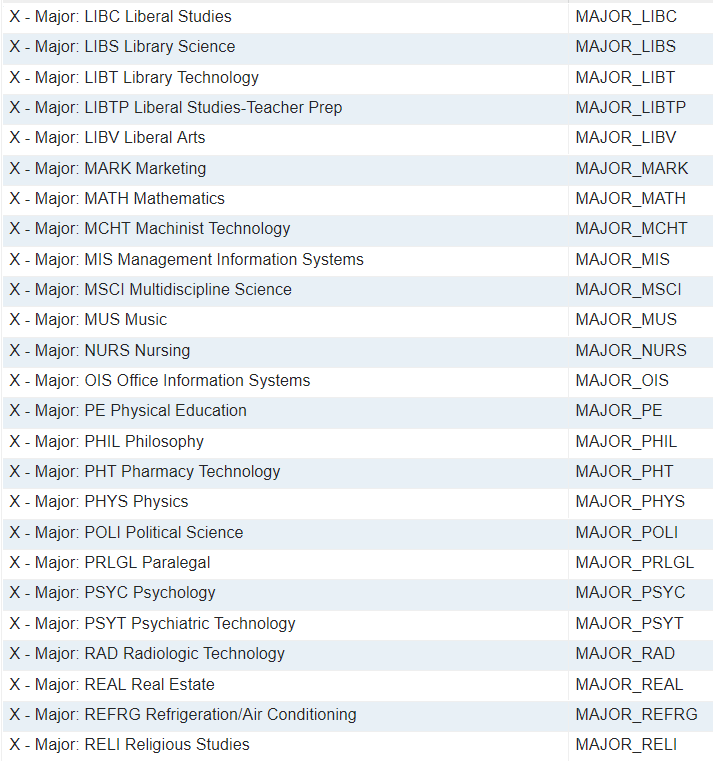 X - Major: LIBC Liberal Studies MAJOR_LIBC
X - Major: LIBS Library Science MAJOR_LIBS
X - Major: LIBT Library Technology MAJOR_LIBT
X - Major: LIBTP Liberal Studies-Teacher Prep MAJOR_LIBTP
X - Major: LIBV Liberal Arts MAJOR_LIBV
X - Major: MARK Marketing MAJOR_MARK
X - Major: MATH Mathematics MAJOR_MATH
X - Major: MCHT Machinist Technology MAJOR_MCHT
X - Major: MIS Management Information Systems MAJOR_MIS
X - Major: MSCI Multidiscipline Science MAJOR_MSCI
X - Major: MUS Music MAJOR_MUS
X - Major: NURS Nursing MAJOR_NURS
X - Major: OIS Office Information Systems MAJOR_OIS
X - Major: PE Physical Education MAJOR_PE
X - Major: PHIL Philosophy MAJOR_PHIL
X - Major: PHT Pharmacy Technology MAJOR_PHT
X - Major: PHYS Physics MAJOR_PHYS
X - Major: POLI Political Science MAJOR_POLI
X - Major: PRLGL Paralegal MAJOR_PRLGL
X - Major: PSYC Psychology MAJOR_PSYC
X - Major: PSYT Psychiatric Technology MAJOR_PSYT
X - Major: RAD Radiologic Technology MAJOR_RAD
X - Major: REAL Real Estate MAJOR_REAL
X - Major: REFRG Refrigeration/Air Conditioning MAJOR_REFRG
X - Major: RELI Religious Studies MAJOR_RELI